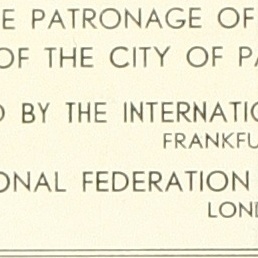 E PATRONAGE OF
OF THE CITY OF PA
D BY THE INTERNATIO
FRANKFU
ONAL FEDERATION
LOND